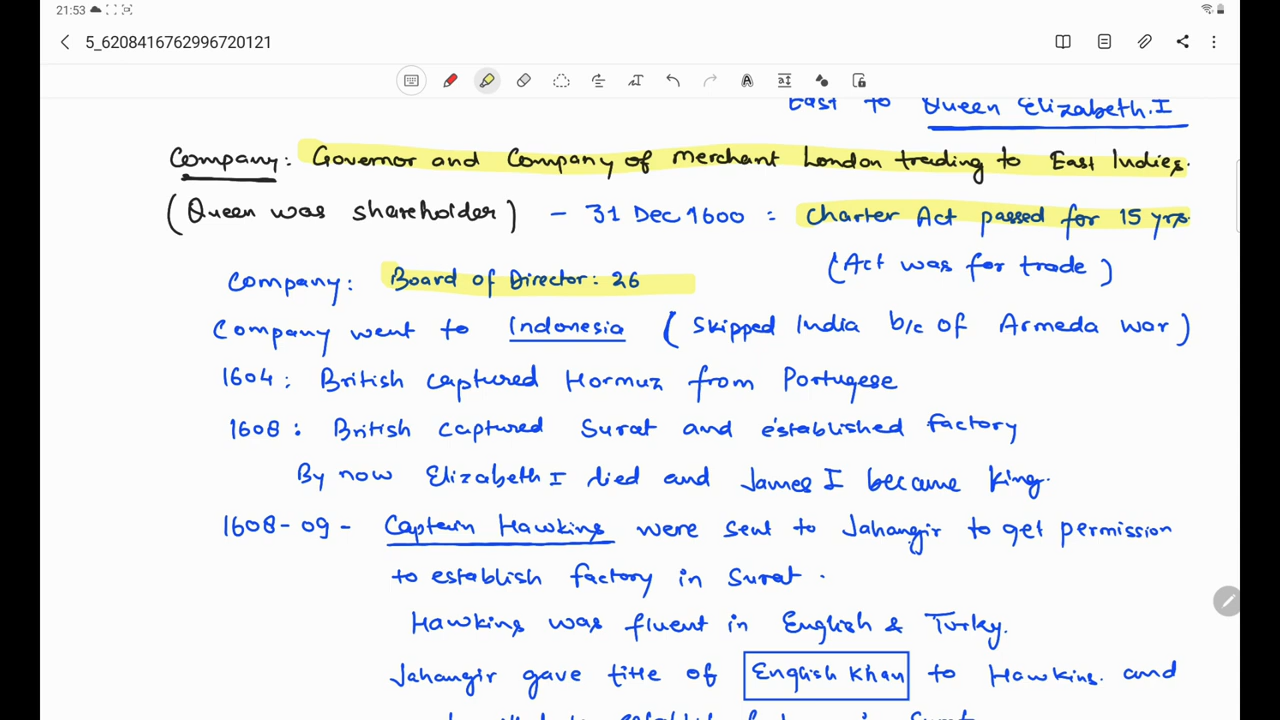 21:53
5_6208416762996720121
East to Queen Elizabeth.I
Company: Governor and Company of Merchant London trading to East Indies.
(Queen was shareholder) - 31 Dec 1600 : Charter Act passed for 15 yrs
(Act was for trade)
Company: Board of Director: 26
Company went to Indonesia (Skipped India b/c of Armeda war)
1604: British captured Hormuz from Portugese
1608: British captured Surat and established factory
By now Elizabeth I died and James I became king.
1608-09 - Captain Hawkins were sent to Jahangir to get permission
to establish factory in Surat.
Hawkins was fluent in English & Turky.
Jahangir gave title of English Khan to Hawkins. and